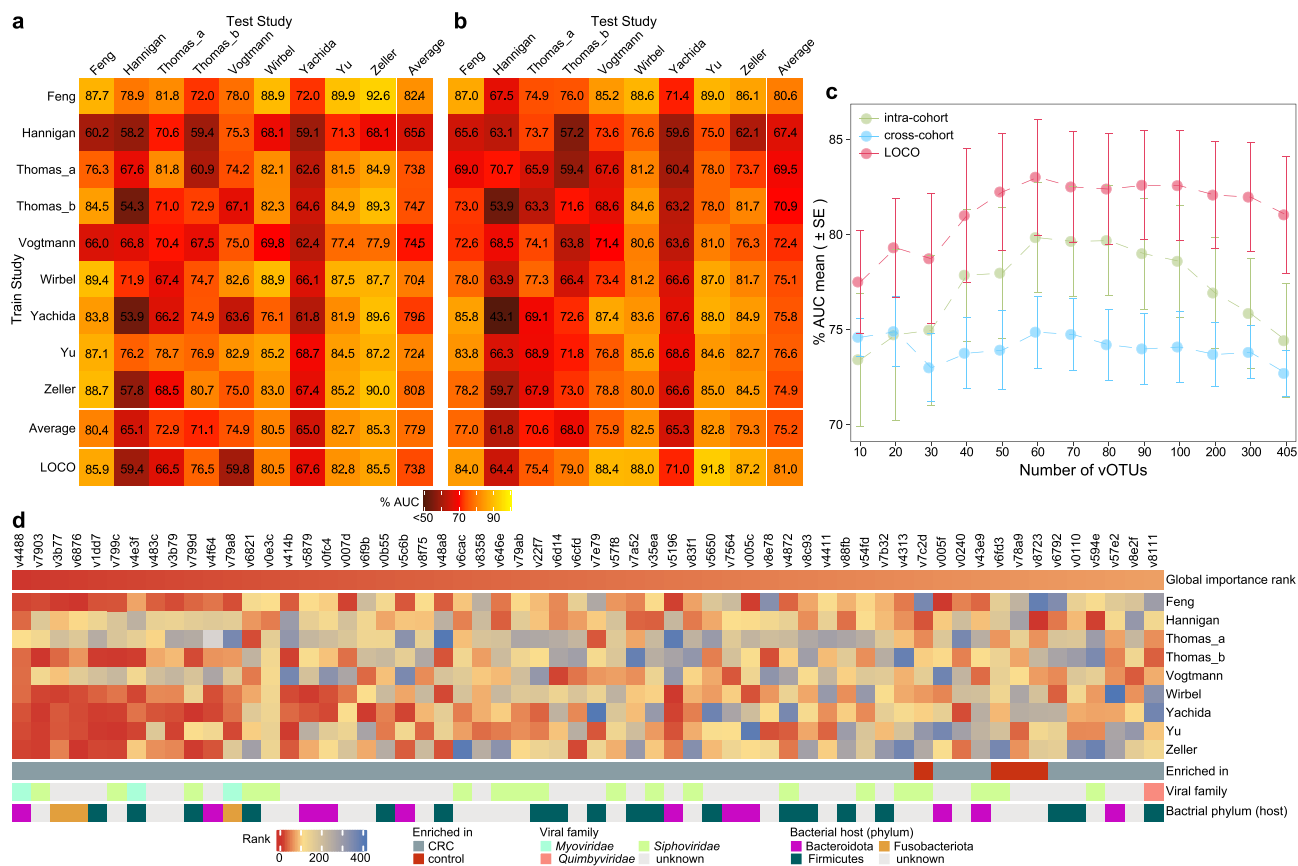 a
Test Study
Feng Hannigan Thomas_a Thomas_b Vogtmann Wirbel Yachida Yu Zeller Average
Train Study
Feng 87.7 78.9 81.8 72.0 78.0 88.9 72.0 89.9 92.6 82.4
Hannigan 60.2 58.2 70.6 59.4 75.3 68.1 59.1 71.3 68.1 65.6
Thomas_a 76.3 67.6 81.8 60.9 74.2 82.1 62.6 81.5 84.9 73.8
Thomas_b 84.5 54.3 71.0 72.9 67.1 82.3 64.6 84.9 89.3 74.7
Vogtmann 66.0 66.8 70.4 67.5 75.0 69.8 62.4 77.4 77.9 74.5
Wirbel 89.4 71.9 67.4 74.7 82.6 88.9 66.1 87.5 87.7 70.4
Yachida 83.8 53.9 66.2 74.9 63.6 76.1 61.8 81.9 89.6 79.6
Yu 87.1 76.2 78.7 76.9 82.9 85.2 68.7 84.5 87.2 72.4
Zeller 88.7 57.8 68.5 80.7 75.0 83.0 67.4 85.2 90.0 80.8
Average 80.4 65.1 72.9 71.1 74.9 80.5 65.0 82.7 85.3 77.9
LOCO 85.9 59.4 66.5 76.5 59.8 80.5 67.6 82.8 85.5 73.8
b
Test Study
Feng Hannigan Thomas_a Thomas_b Vogtmann Wirbel Yachida Yu Zeller Average
87.0 67.5 74.9 76.0 85.2 88.6 71.4 89.0 86.1 80.6
65.6 63.1 73.7 57.2 73.6 76.6 59.6 75.0 62.1 67.4
69.0 70.7 65.9 59.4 67.6 81.2 60.4 78.0 73.7 69.5
73.0 53.9 63.3 71.6 68.6 84.6 63.2 78.0 81.7 70.9
72.6 68.5 74.1 63.8 71.4 80.6 63.6 81.0 76.3 72.4
78.0 63.9 77.3 66.4 73.4 81.2 66.6 87.0 81.7 75.1
85.8 43.1 69.1 72.6 87.4 83.6 67.6 88.0 84.9 75.8
83.8 66.3 68.9 71.8 76.8 85.6 68.6 84.6 82.7 76.6
78.2 59.7 67.9 73.0 78.8 80.0 66.6 85.0 84.5 74.9
77.0 61.8 70.6 68.0 75.9 82.5 65.3 82.8 79.3 75.2
84.0 64.4 75.4 79.0 88.4 88.0 71.0 91.8 87.2 81.0
% AUC
<50 70 90
c
intra-cohort
cross-cohort
LOCO
% AUC mean ( ± SE )
85
80
75
70
10 20 30 40 50 60 70 80 90 100 200 300 405
Number of vOTUs
d
v4488 v7903 v3b77 v6876 v1dd7 v799c v4e3f v483c v3b79 v799d v4f64 v79a8 v6821 v0e3c v414b v5879 v0fc4 v007d v6f9b v0b55 v5c6b v8f75 v48a8 v6cac v8358 v646e v79ab v22f7 v6d14 v6cfd v7e79 v57f8 v7a52 v35ea v5196 v83f1 v5650 v7564 v005c v8e78 v4872 v8c93 v4411 v88fb v54fd v7b32 v4313 v7c2d v005f v0240 v43e9 v6fd3 v78a9 v8723 v6792 v0110 v594e v57e2 v8e2f v8111
Global importance rank
Feng
Hannigan
Thomas_a
Thomas_b
Vogtmann
Wirbel
Yachida
Yu
Zeller
Enriched in
Viral family
Bactrial phylum (host)
Rank
0 200 400
Enriched in
CRC
control
Viral family
Myoviridae
Quimbyviridae
Siphoviridae
unknown
Bacterial host (phylum)
Bacteroidota
Firmicutes
Fusobacteriota
unknown